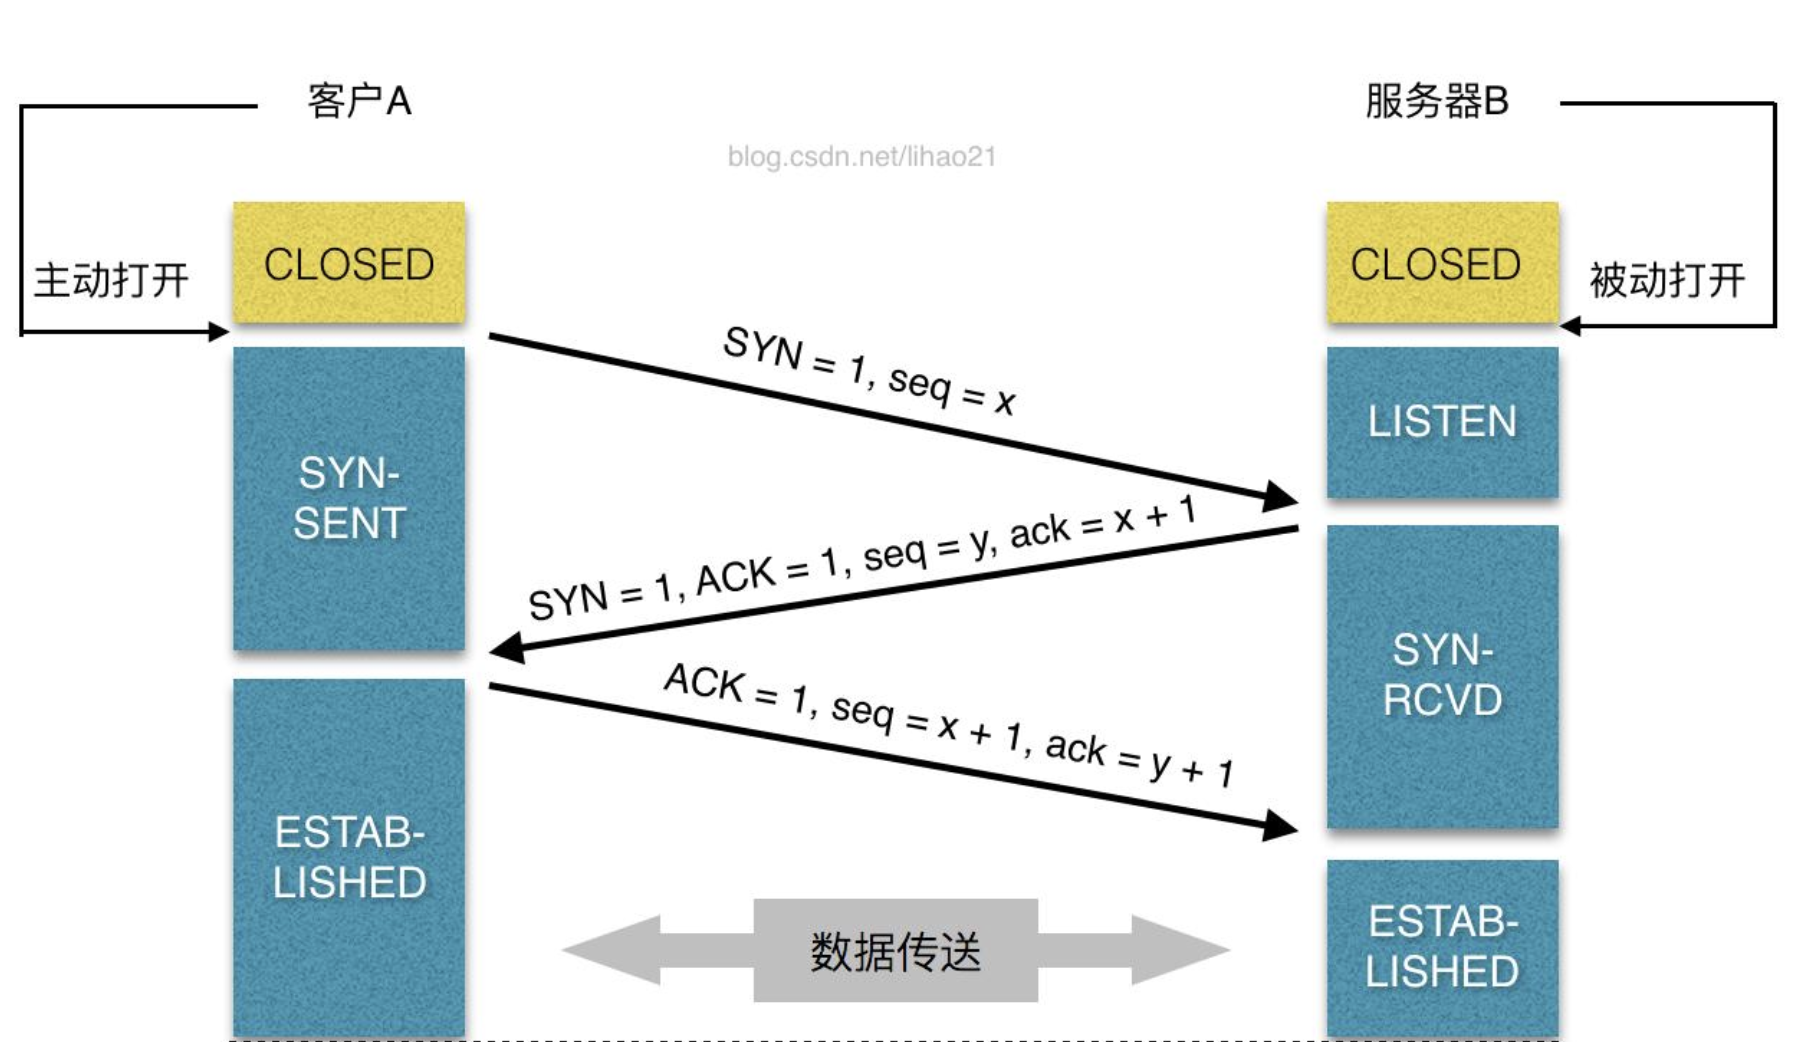 客户A
服务器B
blog.csdn.net/lihao21
主动打开
CLOSED
CLOSED
被动打开
SYN = 1, seq = x
LISTEN
SYN-
SENT
SYN = 1, ACK = 1, seq = y, ack = x + 1
SYN-
RCVD
ACK = 1, seq = x + 1, ack = y + 1
ESTAB-
LISHED
数据传送
ESTAB-
LISHED